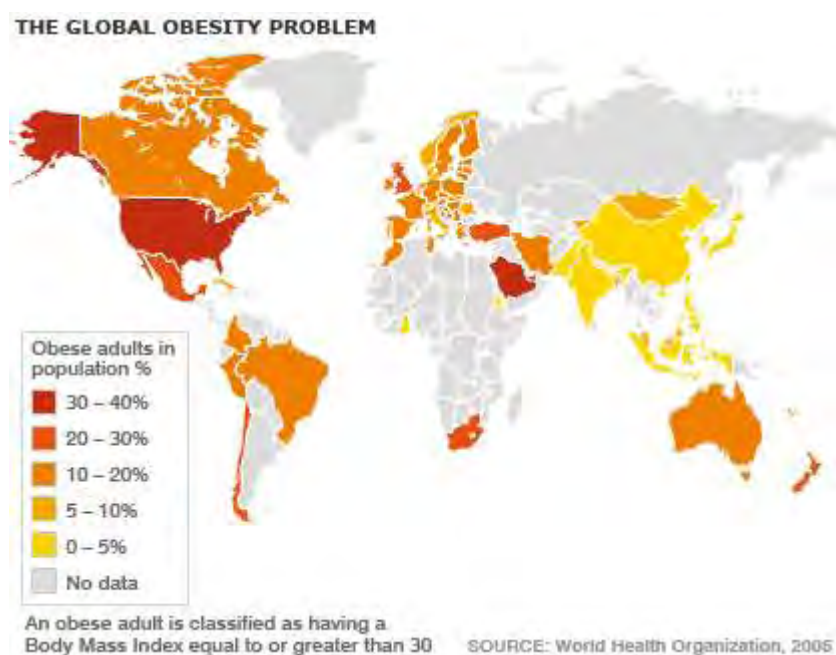 THE GLOBAL OBESITY PROBLEM
Obese adults in
population %
30 – 40%
20 – 30%
10 – 20%
5 – 10%
0 – 5%
No data
An obese adult is classified as having a
Body Mass Index equal to or greater than 30
SOURCE: World Health Organization,